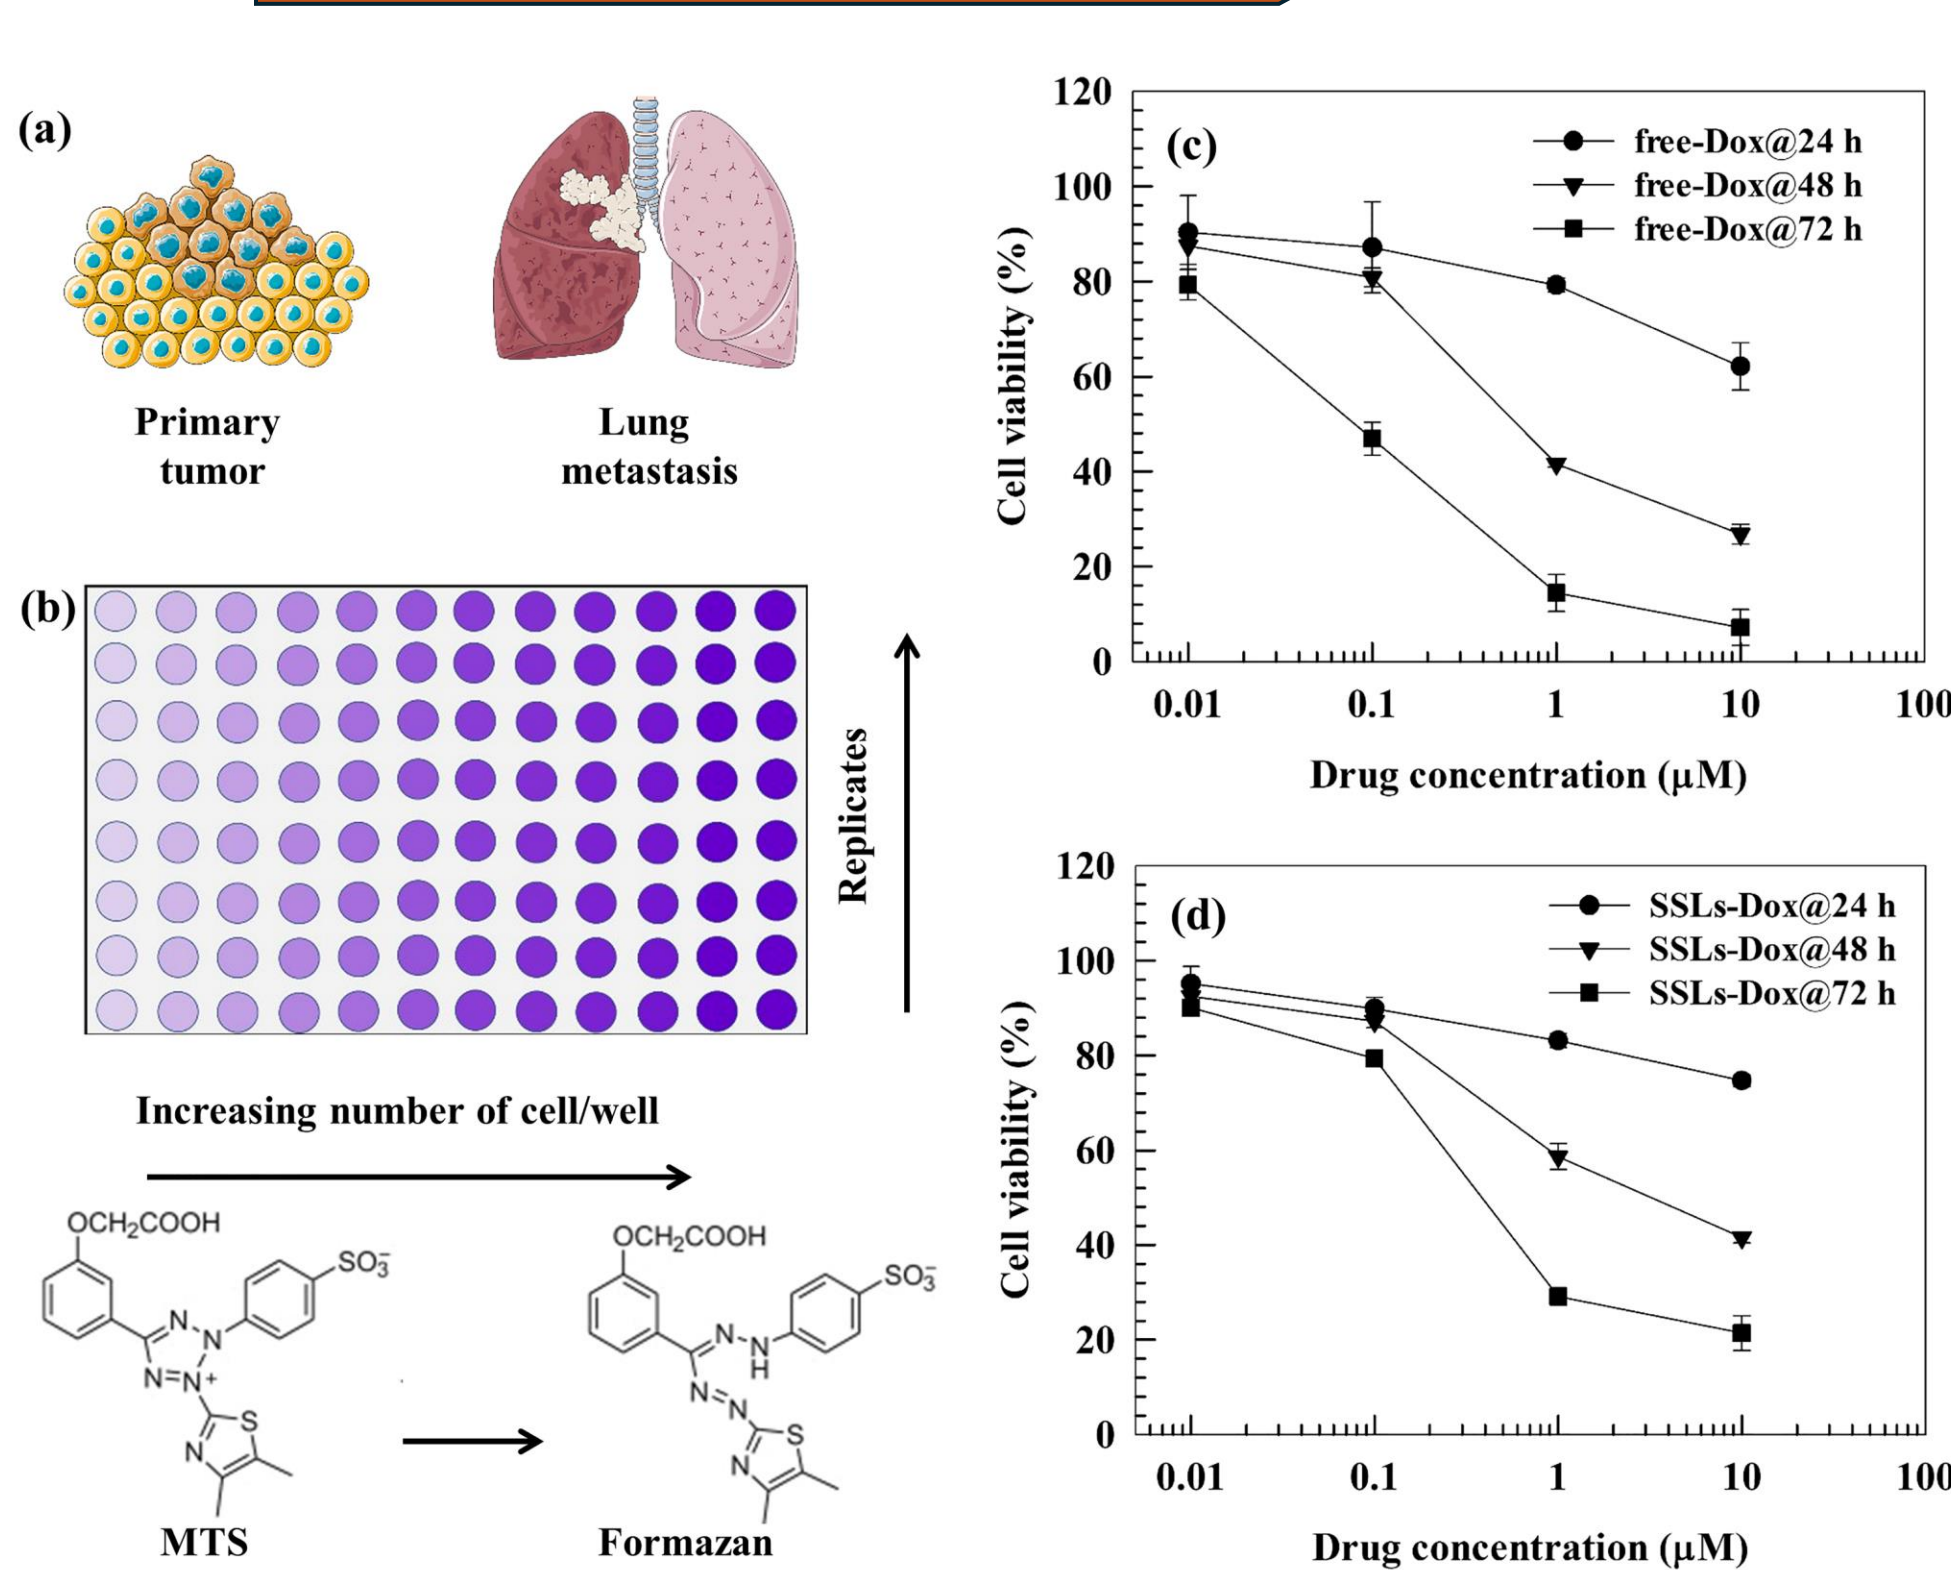 (a)
Primary
tumor
Lung
metastasis
(b)
Replicates
Increasing number of cell/well
OCH₂COOH
SO₃⁻
N
N
N=N⁺
S
N
MTS
OCH₂COOH
SO₃⁻
N
N
H
N
N
S
N
Formazan
(c)
free-Dox@24 h
free-Dox@48 h
free-Dox@72 h
120
100
80
60
40
20
0
Cell viability (%)
0.01 0.1 1 10 100
Drug concentration (μM)
(d)
SSLs-Dox@24 h
SSLs-Dox@48 h
SSLs-Dox@72 h
120
100
80
60
40
20
0
Cell viability (%)
0.01 0.1 1 10 100
Drug concentration (μM)